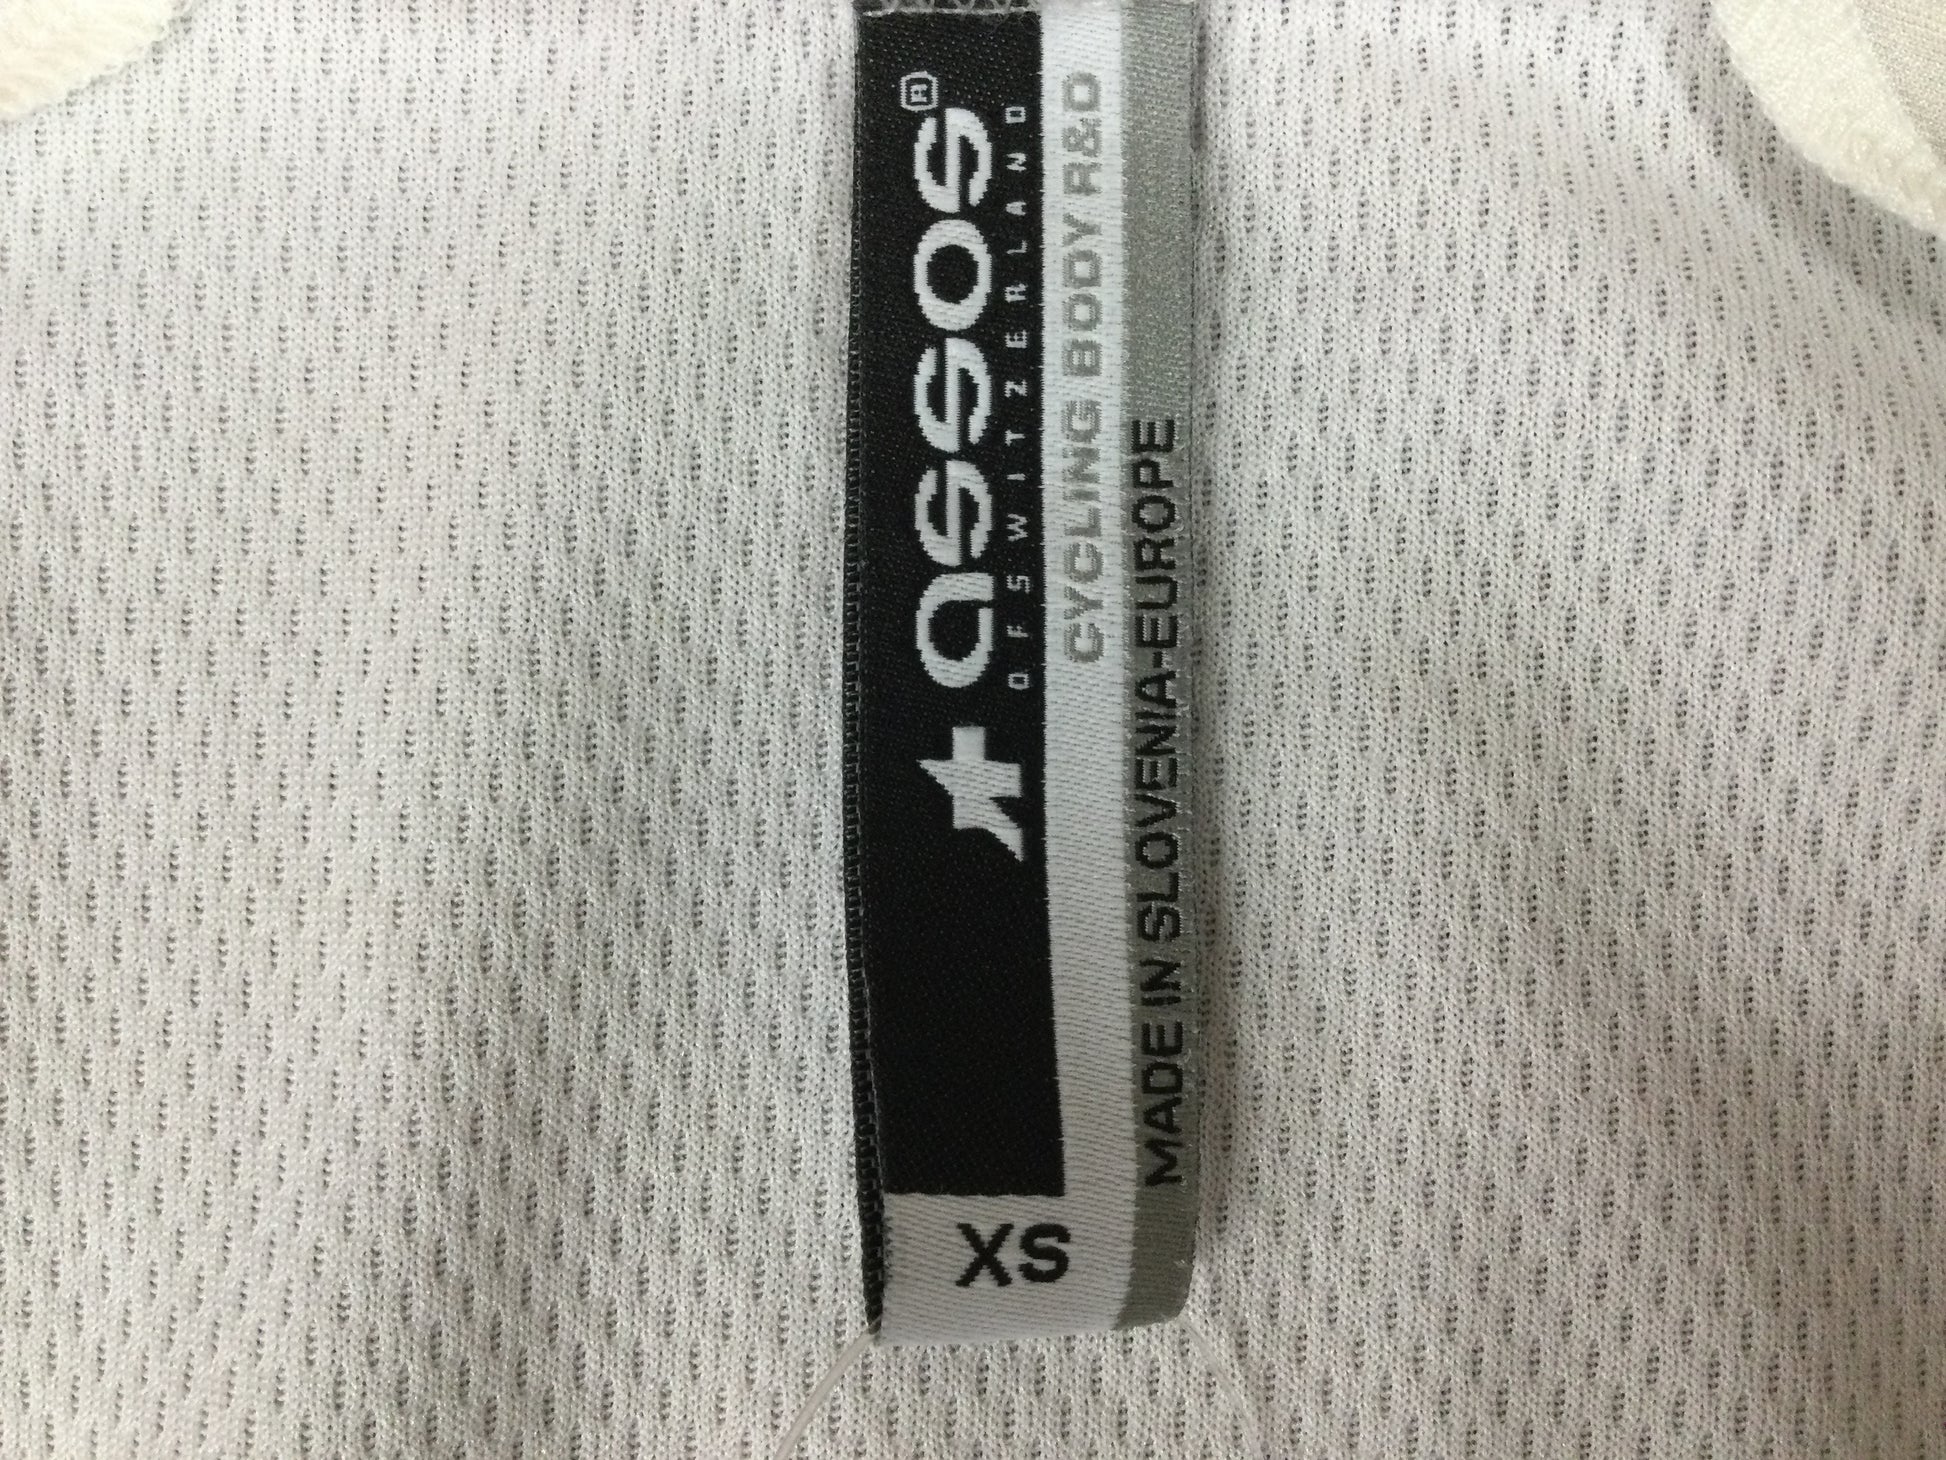 assos®
OF SWITZERLAND
CYCLING BODY R&D
MADE IN SLOVENIA-EUROPE
XS